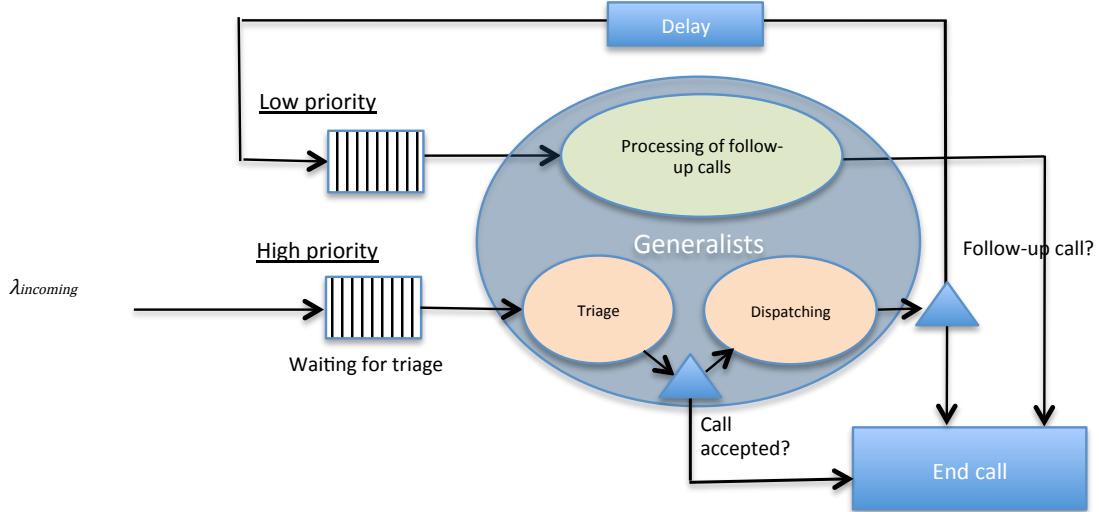 Delay
Low priority
Processing of follow-
up calls
High priority
Generalists
Follow-up call?
λincoming
Triage
Dispatching
Waiting for triage
Call
accepted?
End call